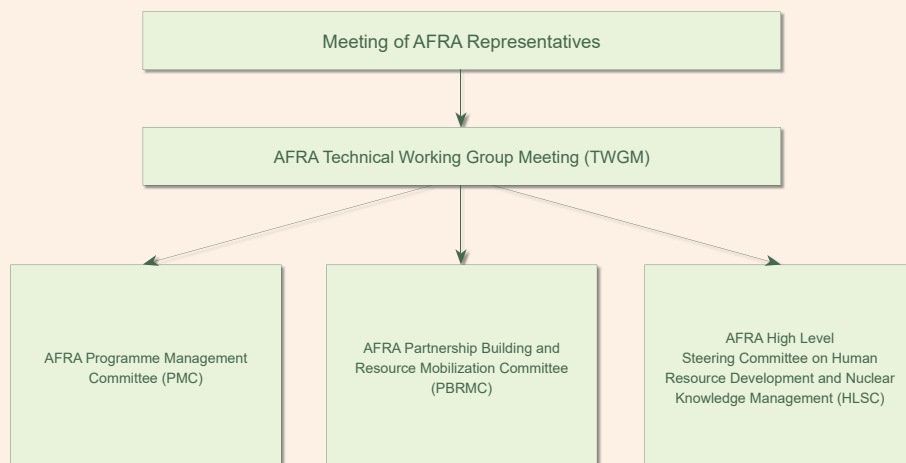 Meeting of AFRA Representatives
AFRA Technical Working Group Meeting (TWGM)
AFRA Programme Management
Committee (PMC)
AFRA Partnership Building and
Resource Mobilization Committee
(PBRMC)
AFRA High Level
Steering Committee on Human
Resource Development and Nuclear
Knowledge Management (HLSC)